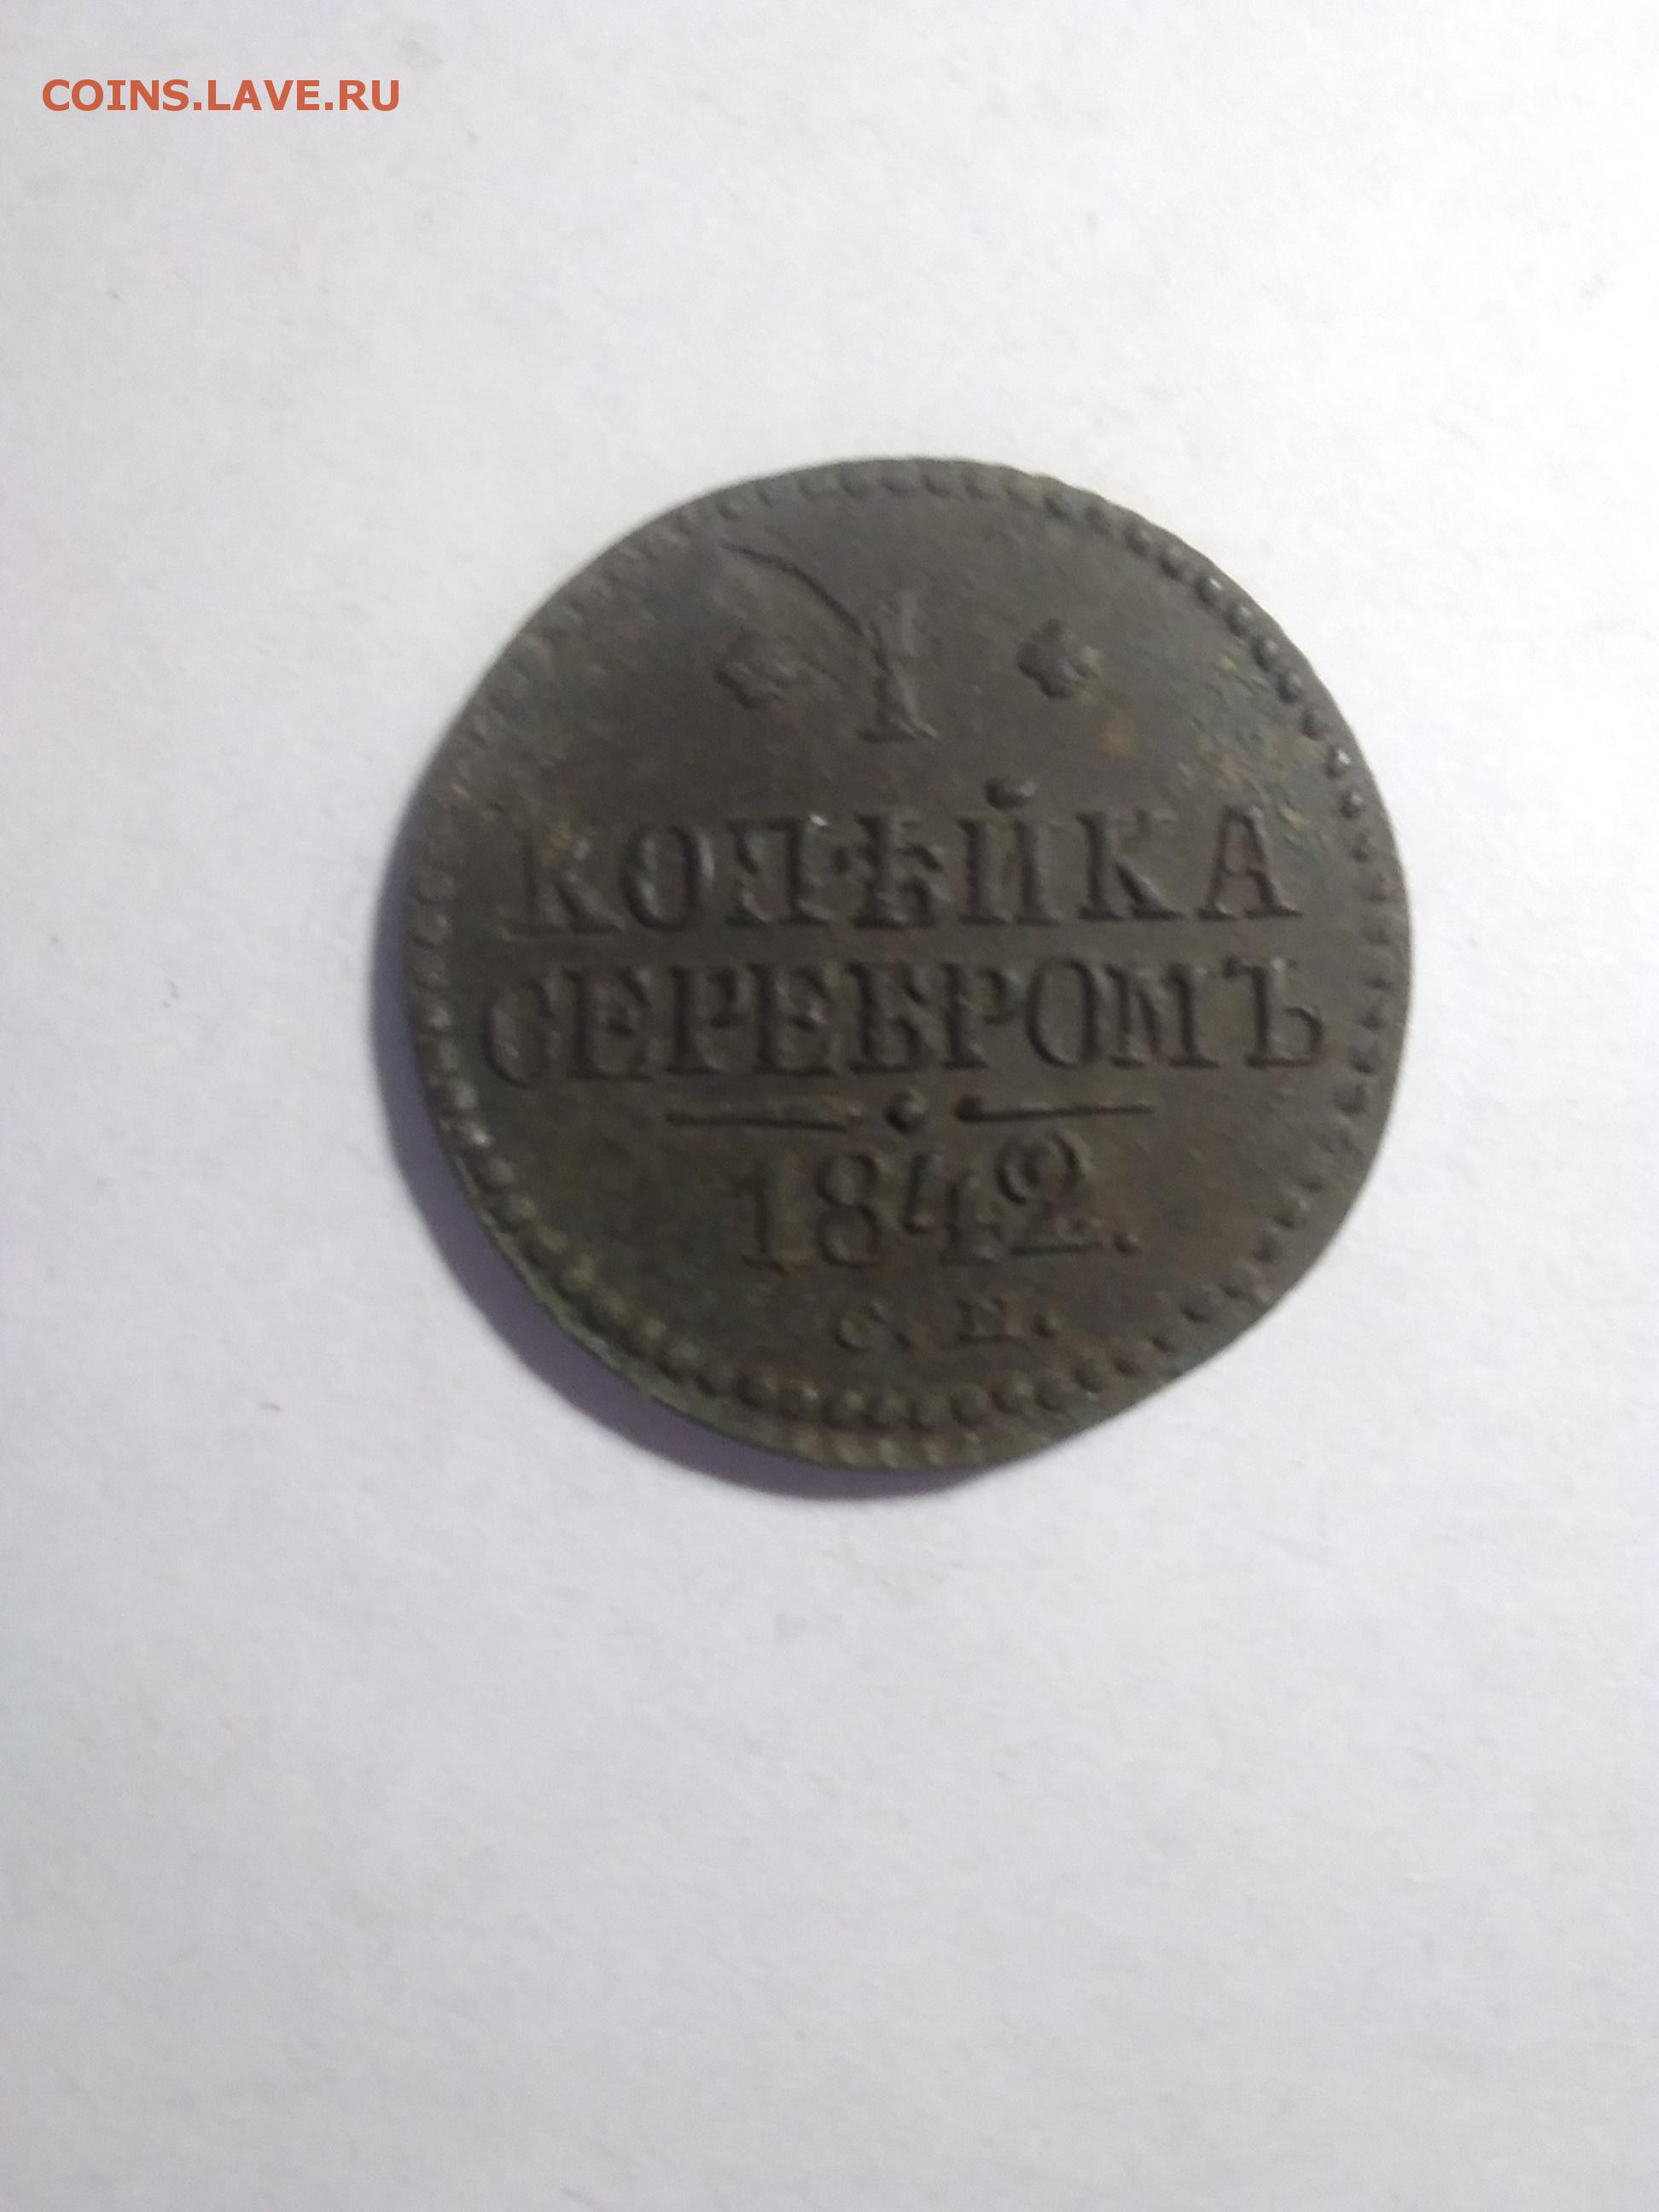 COINS.LAVE.RU
1
КОПѢЙКА
СЕРЕБРОМЪ
1842.
С. М.